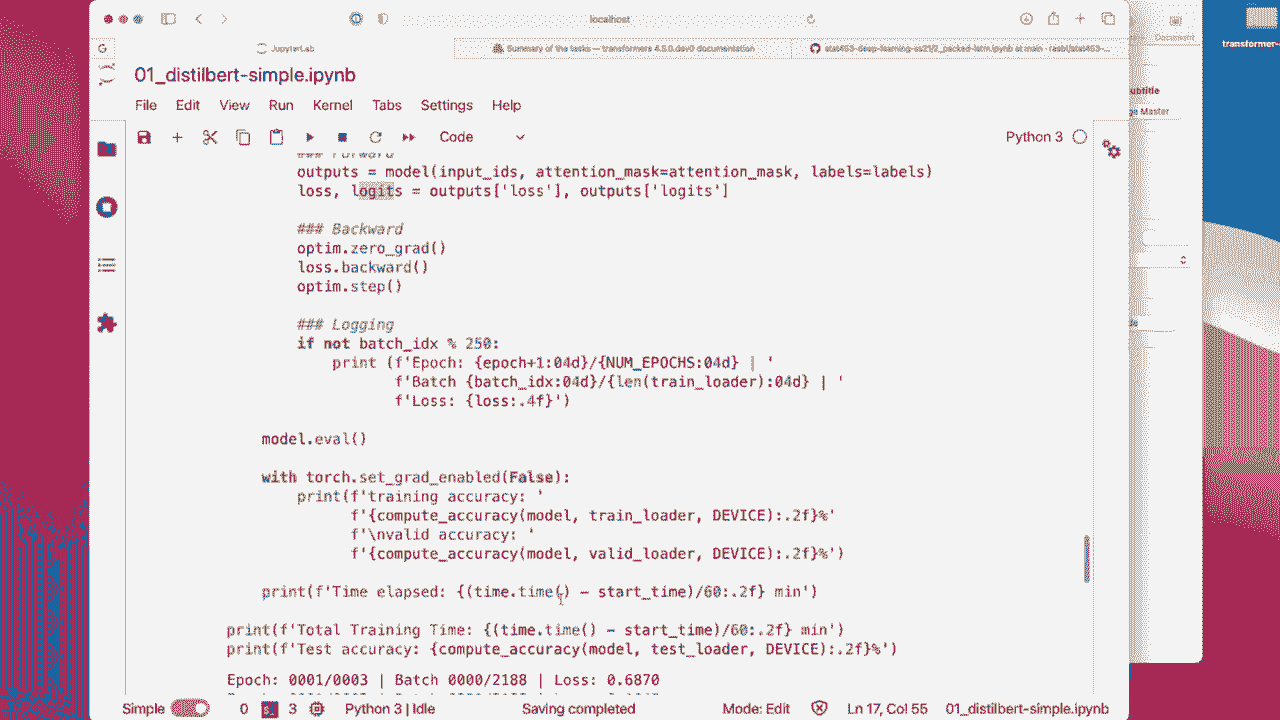 localhost
JupyterLab
Summary of the tasks — transformers 4.5.0.dev0 documentation
stat453-deep-learning-ss21/2_packed-lstm.ipynb at main · rasbt/stat453-...
Document
transformer-
01_distilbert-simple.ipynb
File Edit View Run Kernel Tabs Settings Help
Code
Python 3
### Forward
outputs = model(input_ids, attention_mask=attention_mask, labels=labels)
loss, logits = outputs['loss'], outputs['logits']
### Backward
optim.zero_grad()
loss.backward()
optim.step()
### Logging
if not batch_idx % 250:
print (f'Epoch: {epoch+1:04d}/{NUM_EPOCHS:04d} | '
f'Batch {batch_idx:04d}/{len(train_loader):04d} | '
f'Loss: {loss:.4f}')
model.eval()
with torch.set_grad_enabled(False):
print(f'training accuracy: '
f'{compute_accuracy(model, train_loader, DEVICE):.2f}%'
f'\nvalid accuracy: '
f'{compute_accuracy(model, valid_loader, DEVICE):.2f}%')
print(f'Time elapsed: {(time.time() - start_time)/60:.2f} min')
print(f'Total Training Time: {(time.time() - start_time)/60:.2f} min')
print(f'Test accuracy: {compute_accuracy(model, test_loader, DEVICE):.2f}%')
Epoch: 0001/0003 | Batch 0000/2188 | Loss: 0.6870
Simple 0 3 Python 3 | Idle Saving completed Mode: Edit Ln 17, Col 55 01_distilbert-simple.ipynb